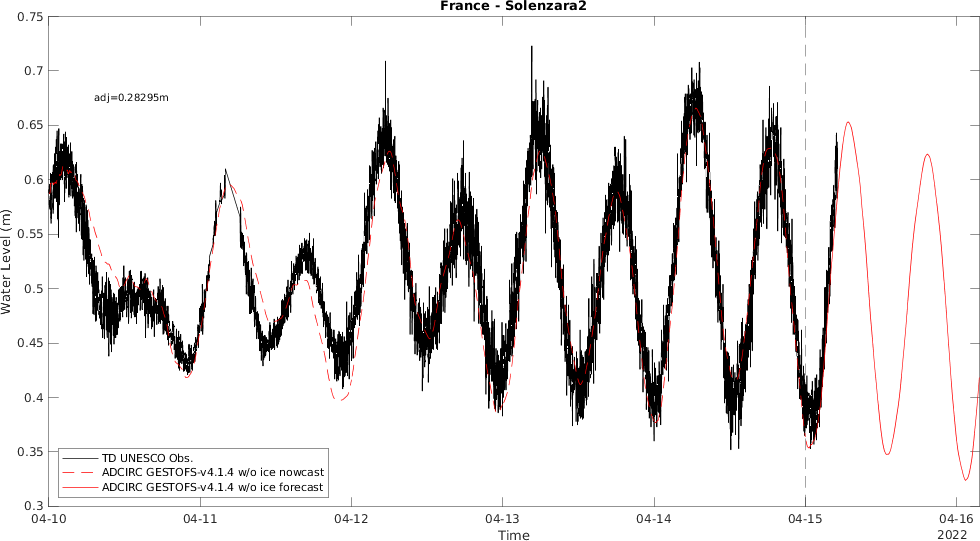 France - Solenzara2
0.75
0.7
0.65
0.6
0.55
0.5
0.45
0.4
0.35
0.3
Water Level (m)
adj=0.28295m
TD UNESCO Obs.
ADCIRC GESTOFS-v4.1.4 w/o ice nowcast
ADCIRC GESTOFS-v4.1.4 w/o ice forecast
04-10
04-11
04-12
04-13
04-14
04-15
04-16
Time
2022